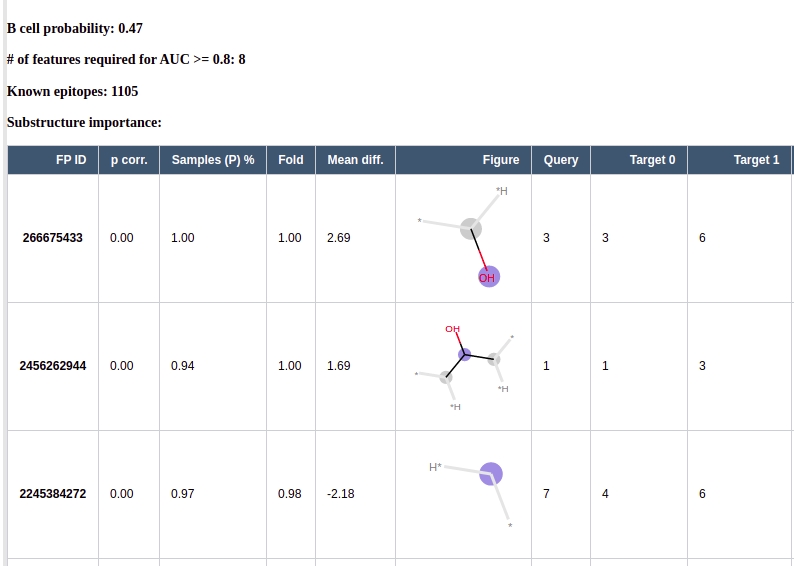 B cell probability: 0.47
# of features required for AUC >= 0.8: 8
Known epitopes: 1105
Substructure importance:
FP ID p corr. Samples (P) % Fold Mean diff. Figure Query Target 0 Target 1
*H
*
266675433 0.00 1.00 1.00 2.69 3 3 6
OH
OH
*
2456262944 0.00 0.94 1.00 1.69 1 1 3
*
*H
*H
H*
2245384272 0.00 0.97 0.98 -2.18 7 4 6
*